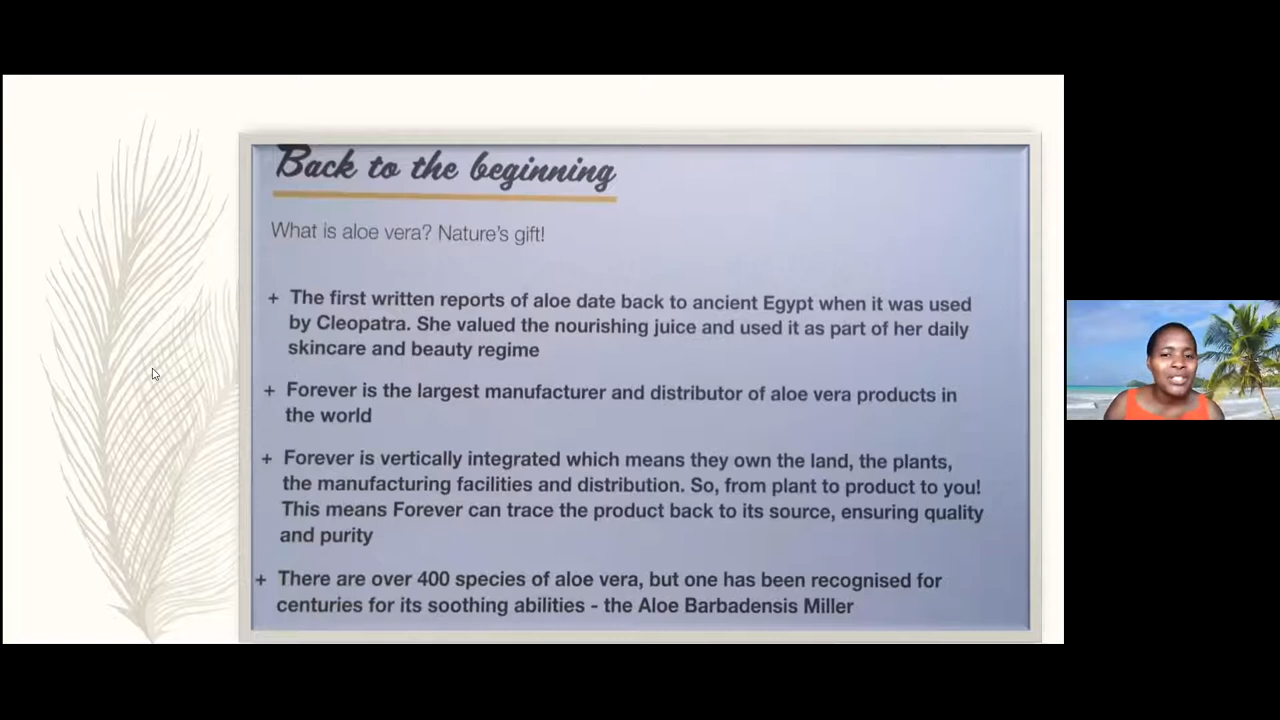 Back to the beginning
What is aloe vera? Nature's gift!
+ The first written reports of aloe date back to ancient Egypt when it was used
by Cleopatra. She valued the nourishing juice and used it as part of her daily
skincare and beauty regime
+ Forever is the largest manufacturer and distributor of aloe vera products in
the world
+ Forever is vertically integrated which means they own the land, the plants,
the manufacturing facilities and distribution. So, from plant to product to you!
This means Forever can trace the product back to its source, ensuring quality
and purity
+ There are over 400 species of aloe vera, but one has been recognised for
centuries for its soothing abilities - the Aloe Barbadensis Miller